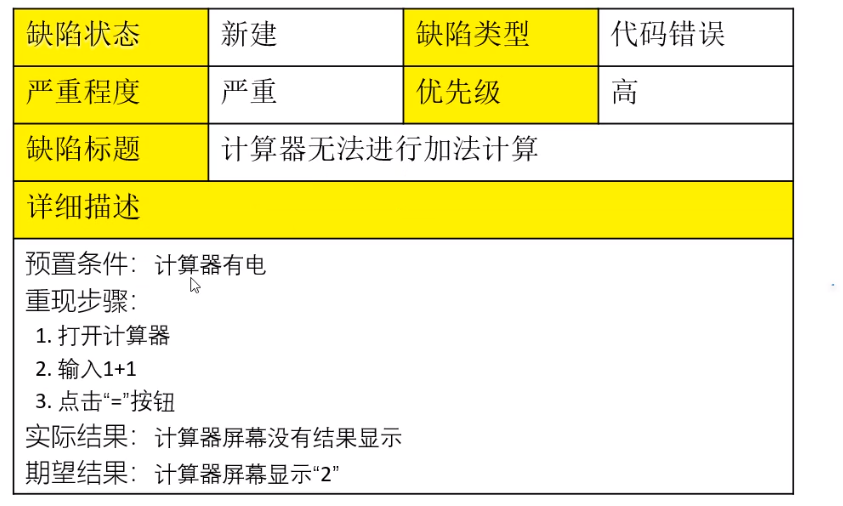 缺陷状态 新建 缺陷类型 代码错误
严重程度 严重 优先级 高
缺陷标题 计算器无法进行加法计算
详细描述
预置条件：计算器有电
重现步骤：
1. 打开计算器
2. 输入1+1
3. 点击“=”按钮
实际结果：计算器屏幕没有结果显示
期望结果：计算器屏幕显示“2”